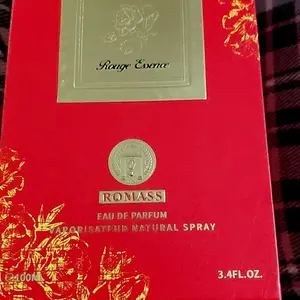 Rouge Essence
ROMASS
EAU DE PARFUM
VAPORISATEUR NATURAL SPRAY
100ML
3.4FL.OZ.